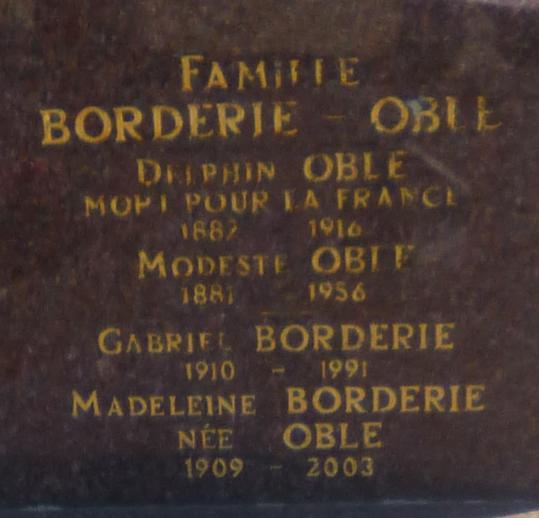 FAMILLE
BORDERIE - OBLE
DELPHIN OBLE
MORT POUR LA FRANCE
1882 1916
MODESTE OBLE
1881 1956
GABRIEL BORDERIE
1910 - 1991
MADELEINE BORDERIE
NÉE OBLE
1909 - 2003